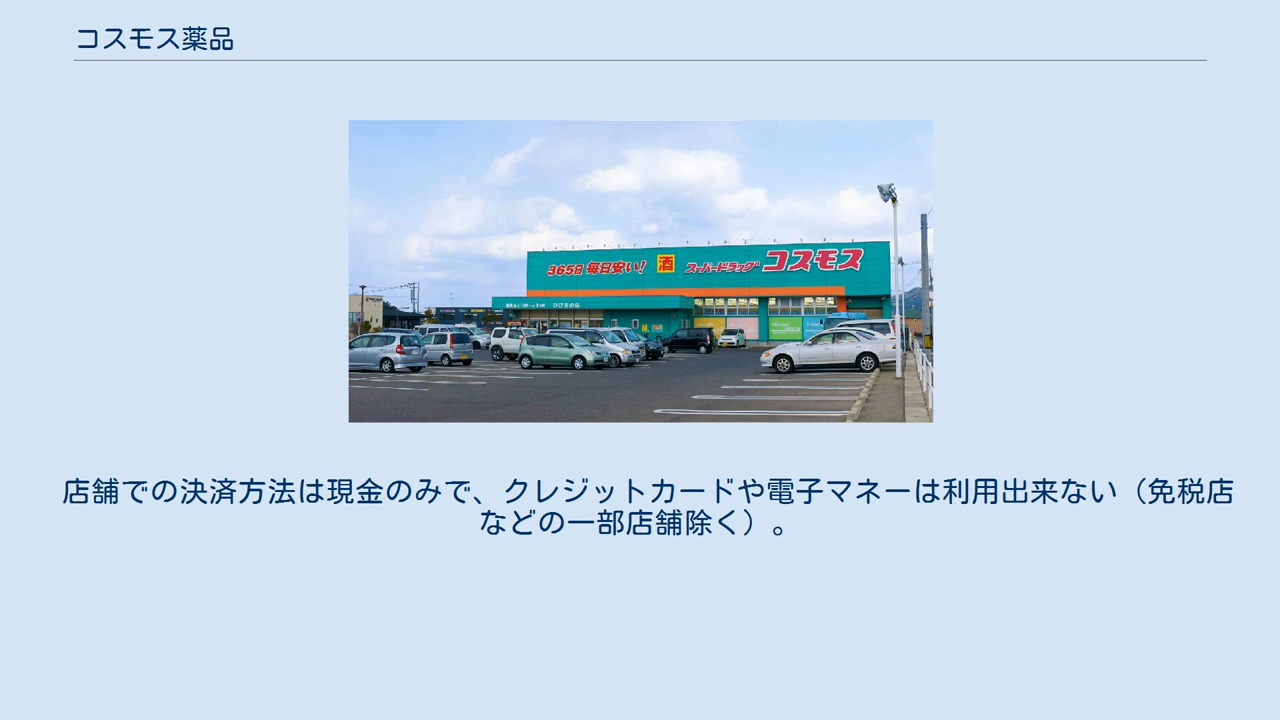 コスモス薬品
365日 毎日安い!
酒
スーパードラッグ コスモス
店舗での決済方法は現金のみで、クレジットカードや電子マネーは利用出来ない（免税店
などの一部店舗除く）。